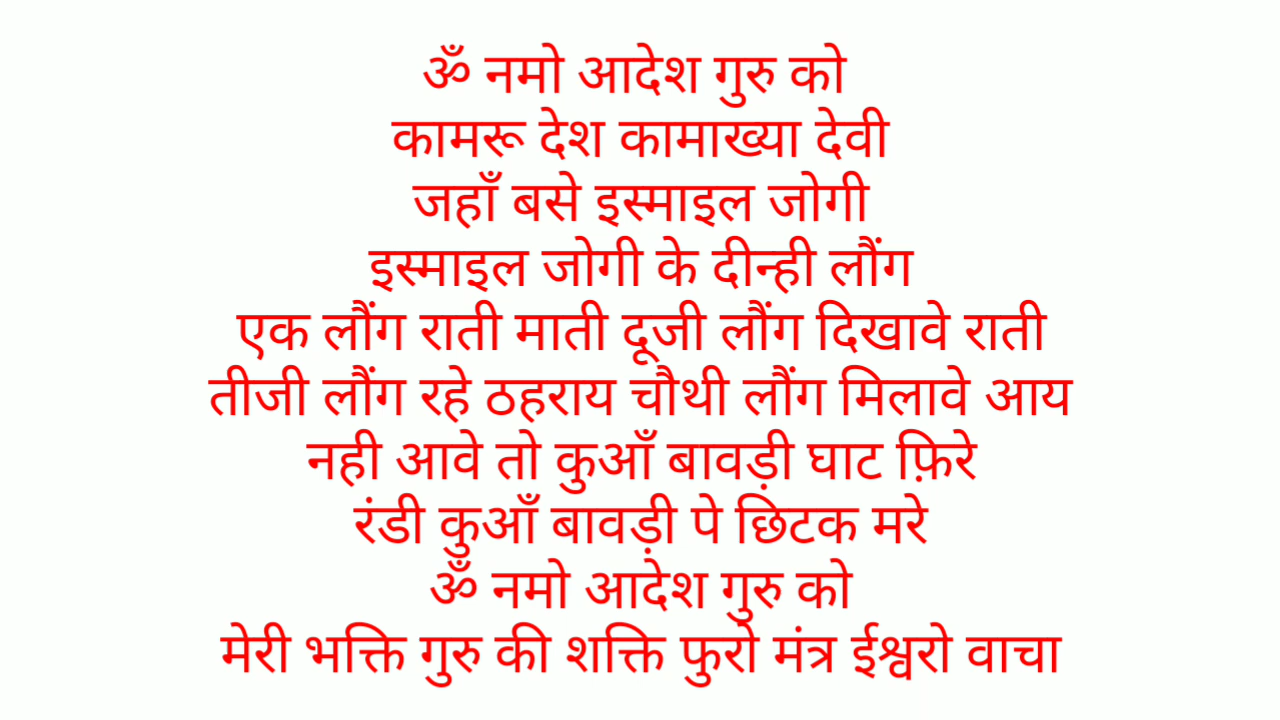 ॐ नमो आदेश गुरु को
कामरू देश कामाख्या देवी
जहाँ बसे इस्माइल जोगी
इस्माइल जोगी के दीन्ही लौंग
एक लौंग राती माती दूजी लौंग दिखावे राती
तीजी लौंग रहे ठहराय चौथी लौंग मिलावे आय
नही आवे तो कुआँ बावड़ी घाट फ़िरे
रंडी कुआँ बावड़ी पे छिटक मरे
ॐ नमो आदेश गुरु को
मेरी भक्ति गुरु की शक्ति फुरो मंत्र ईश्वरो वाचा